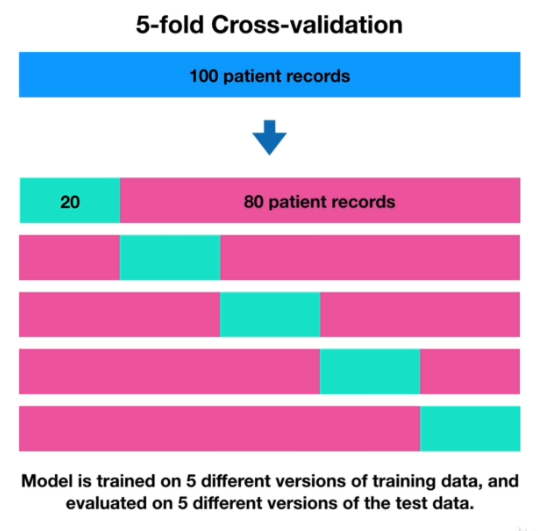 5-fold Cross-validation
100 patient records
20
80 patient records
Model is trained on 5 different versions of training data, and
evaluated on 5 different versions of the test data.